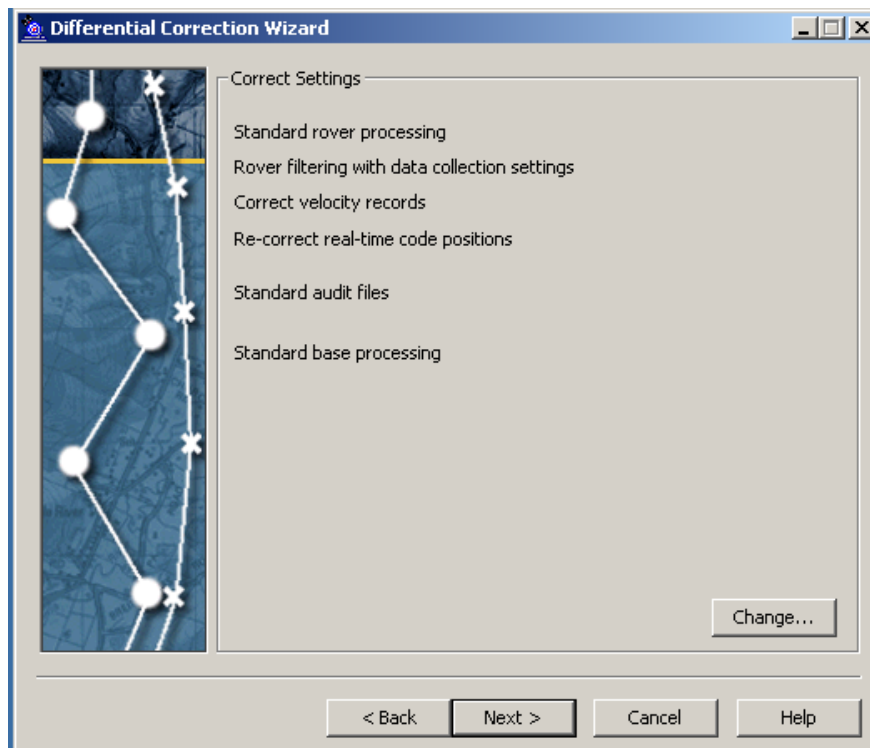 Differential Correction Wizard
Correct Settings
Standard rover processing
Rover filtering with data collection settings
Correct velocity records
Re-correct real-time code positions
Standard audit files
Standard base processing
Change...
< Back
Next >
Cancel
Help